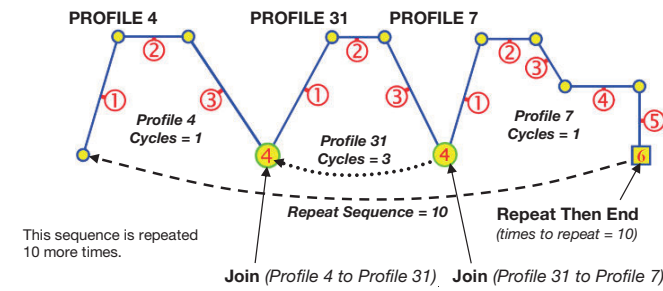 PROFILE 4 PROFILE 31 PROFILE 7
② ② ②
① ③ ① ③ ① ③ ④ ⑤
Profile 4
Cycles = 1
Profile 31
Cycles = 3
Profile 7
Cycles = 1
4 4 6
Repeat Sequence = 10
Repeat Then End
(times to repeat = 10)
This sequence is repeated
10 more times.
Join (Profile 4 to Profile 31) Join (Profile 31 to Profile 7)